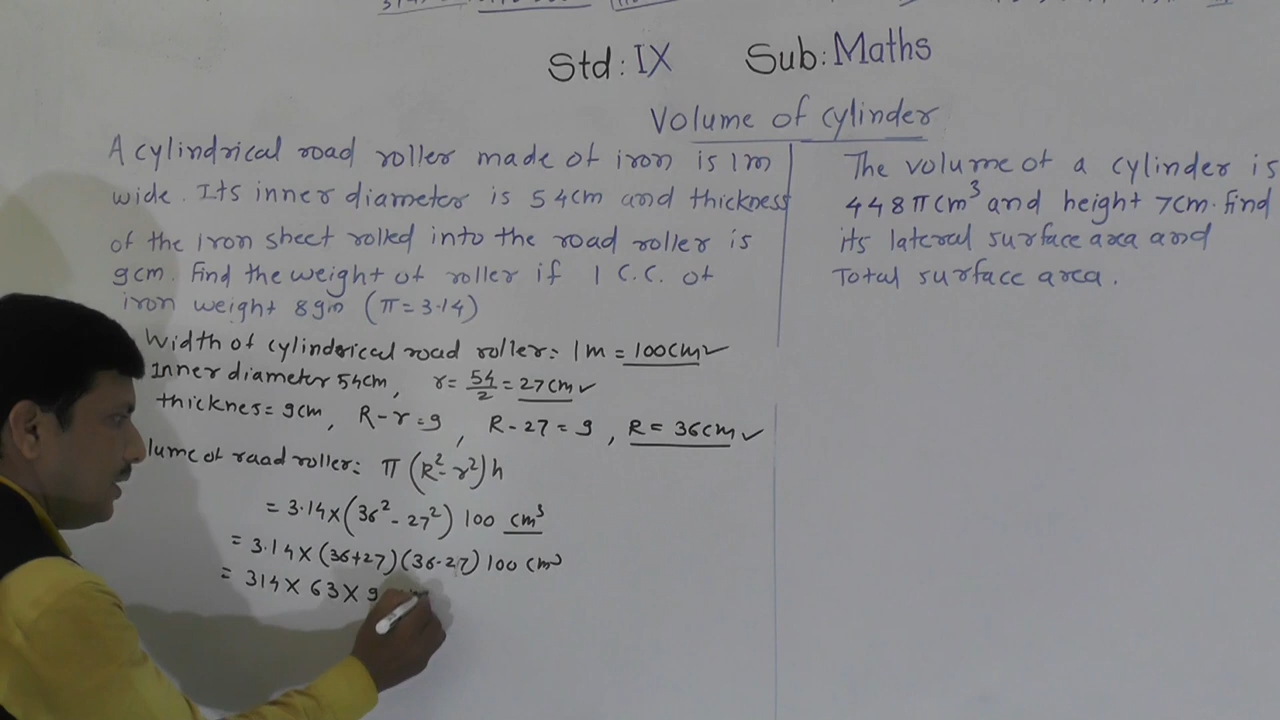 Std: IX Sub: Maths
Volume of cylinder
A cylindrical road roller made of iron is 1m
wide. Its inner diameter is 54cm and thickness
of the iron sheet rolled into the road roller is
9cm. Find the weight of roller if 1 C.C. of
iron weight 8gm (π=3.14)
Width of cylinderical road roller: 1m = 100cm✓
Inner diameter 54cm, r= 54/2 = 27cm✓
thicknes= 9cm, R-r=9, R-27=9, R=36cm✓
lume of raad roller: π(R²-r²)h
= 3.14×(36²-27²) 100 cm³
= 3.14×(36+27)(36-27) 100 cm³
= 314×63×9
The volume of a cylinder is
448π cm³ and height 7cm. find
its lateral surface area and
Total surface area.